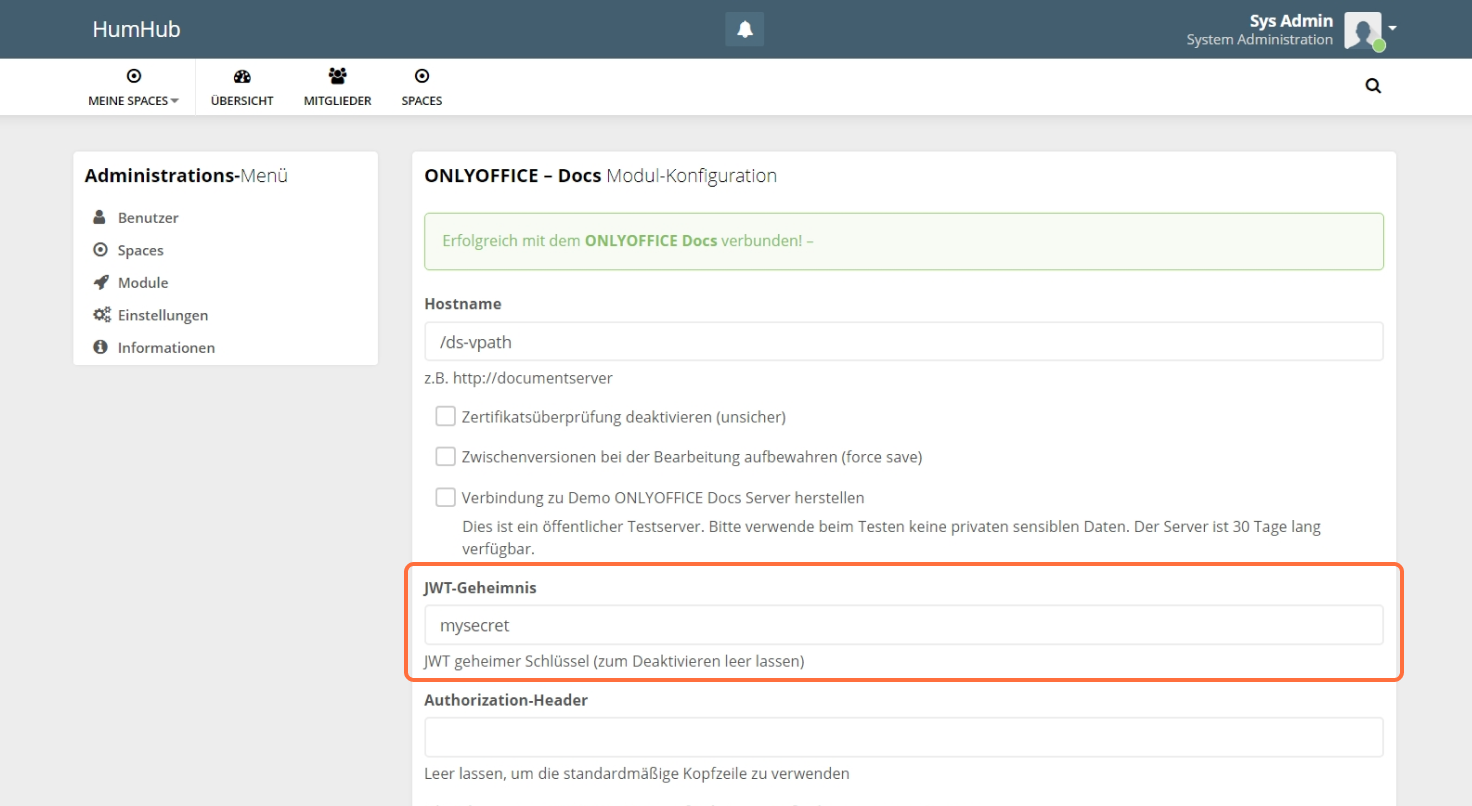 HumHub
Sys Admin
System Administration
MEINE SPACES
ÜBERSICHT
MITGLIEDER
SPACES
Administrations-Menü
Benutzer
Spaces
Module
Einstellungen
Informationen
ONLYOFFICE – Docs Modul-Konfiguration
Erfolgreich mit dem ONLYOFFICE Docs verbunden! –
Hostname
/ds-vpath
z.B. http://documentserver
Zertifikatsüberprüfung deaktivieren (unsicher)
Zwischenversionen bei der Bearbeitung aufbewahren (force save)
Verbindung zu Demo ONLYOFFICE Docs Server herstellen
Dies ist ein öffentlicher Testserver. Bitte verwende beim Testen keine privaten sensiblen Daten. Der Server ist 30 Tage lang
verfügbar.
JWT-Geheimnis
mysecret
JWT geheimer Schlüssel (zum Deaktivieren leer lassen)
Authorization-Header
Leer lassen, um die standardmäßige Kopfzeile zu verwenden